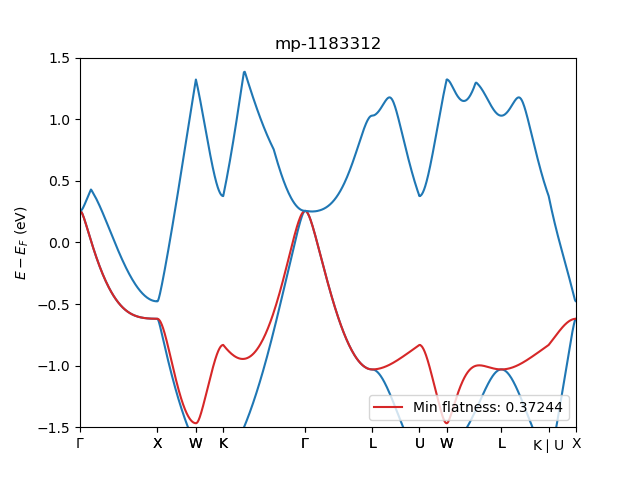 mp-1183312
E − E_F (eV)
1.5
1.0
0.5
0.0
−0.5
−1.0
−1.5
Min flatness: 0.37244
Γ X W K Γ L U W L K | U X